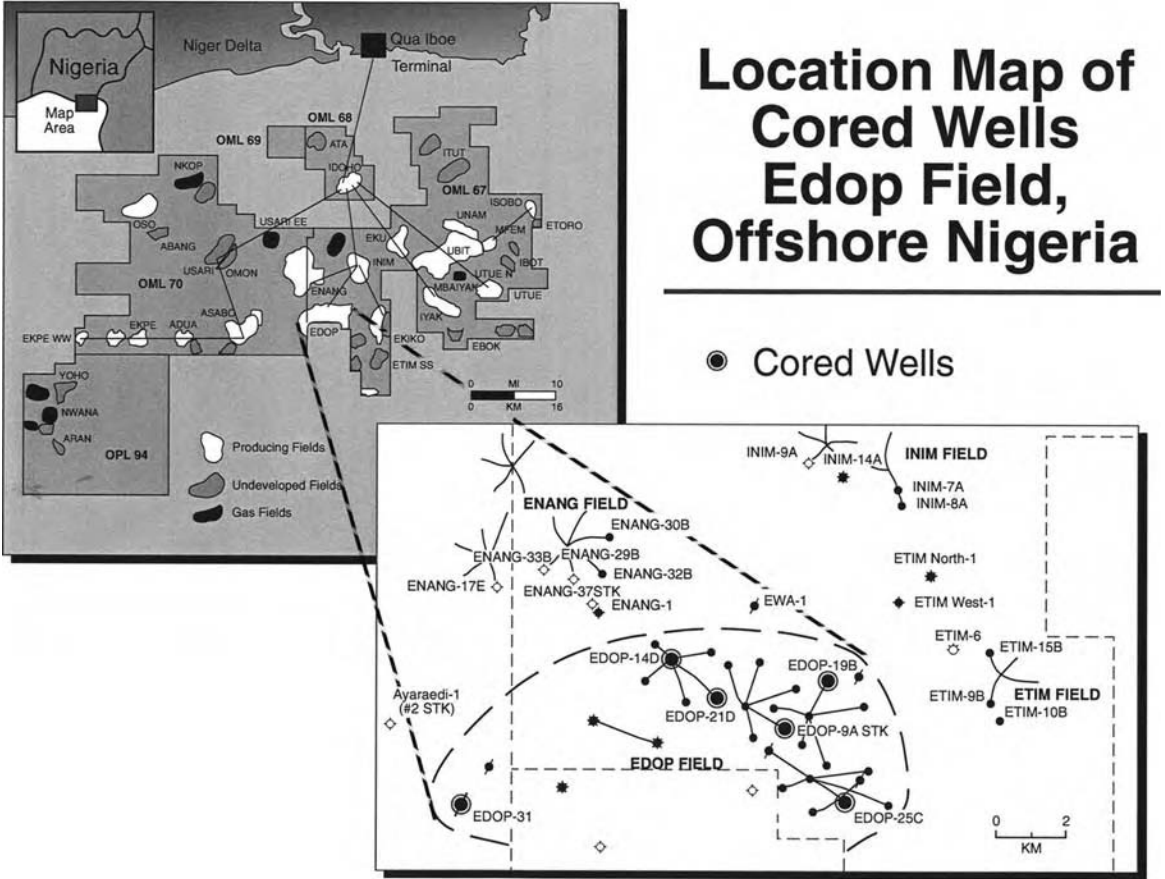 Location Map of
Cored Wells
Edop Field,
Offshore Nigeria
Cored Wells
Nigeria
Map
Area
Niger Delta
Qua Iboe
Terminal
OML 68
OML 69
ATA
IDOHO
ITUT
OML 67
NKOP
OSO
ABANG
USARI EE
USARI
OMON
OML 70
EKU
INIM
ENANG
UNAM
UBIT
ISOBO
MFEM
ETORO
IBOT
UTUE N
MBAIYAK
UTUE
IYAK
EBOK
ASABO
EDOP
EKIKO
ETIM SS
EKPE WW
EKPE
ADUA
YOHO
NWANA
ARAN
OPL 94
0 MI 10
0 KM 16
Producing Fields
Undeveloped Fields
Gas Fields
INIM-9A
INIM-14A
INIM FIELD
INIM-7A
INIM-8A
ENANG FIELD
ENANG-30B
ENANG-33B
ENANG-29B
ENANG-17E
ENANG-32B
ENANG-37STK
ENANG-1
EWA-1
ETIM North-1
ETIM West-1
ETIM-6
ETIM-15B
ETIM-9B
ETIM FIELD
ETIM-10B
EDOP-14D
EDOP-19B
Avaraedi-1
(#2 STK)
EDOP-21D
EDOP-9A STK
EDOP FIELD
EDOP-31
EDOP-25C
0 2
KM